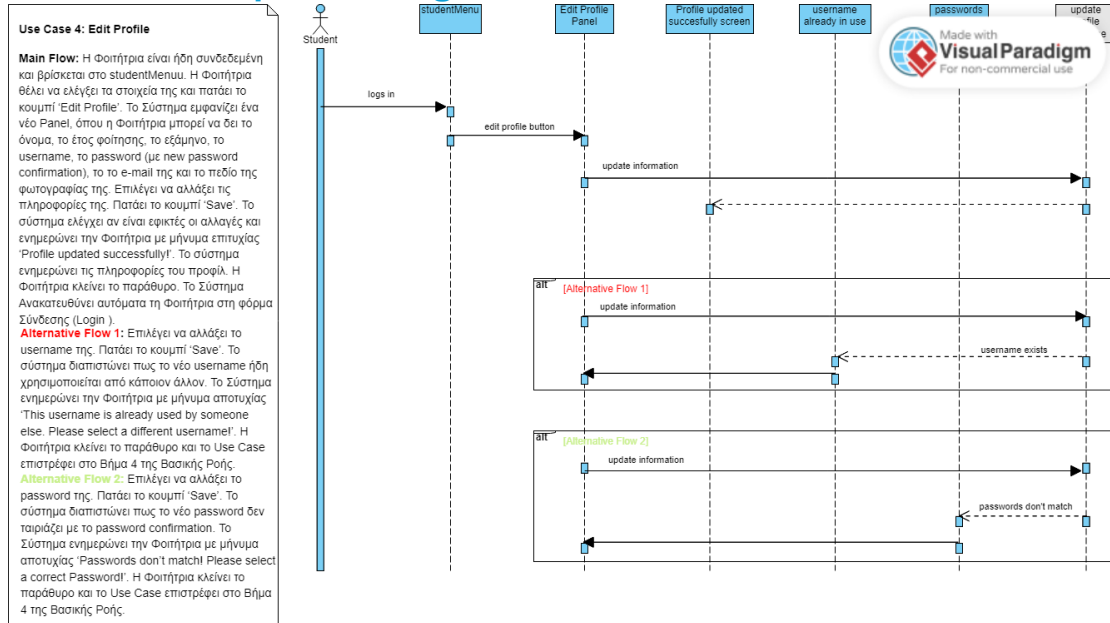 Use Case 4: Edit Profile
Main Flow: Η Φοιτήτρια είναι ήδη συνδεδεμένη
και βρίσκεται στο studentMenuu. Η Φοιτήτρια
θέλει να ελέγξει τα στοιχεία της και πατάει το
κουμπί ‘Edit Profile’. Το Σύστημα εμφανίζει ένα
νέο Panel, όπου η Φοιτήτρια μπορεί να δει το
όνομα, το έτος φοίτησης, το εξάμηνο, το
username, το password (με new password
confirmation), το το e-mail της και το πεδίο της
φωτογραφίας της. Επιλέγει να αλλάξει τις
πληροφορίες της. Πατάει το κουμπί ‘Save’. Το
σύστημα ελέγχει αν είναι εφικτές οι αλλαγές και
ενημερώνει την Φοιτήτρια με μήνυμα επιτυχίας
‘Profile updated successfully!’. Το σύστημα
ενημερώνει τις πληροφορίες του προφίλ. Η
Φοιτήτρια κλείνει το παράθυρο. Το Σύστημα
Ανακατευθύνει αυτόματα τη Φοιτήτρια στη φόρμα
Σύνδεσης (Login ).
Alternative Flow 1: Επιλέγει να αλλάξει το
username της. Πατάει το κουμπί ‘Save’. Το
σύστημα διαπιστώνει πως το νέο username ήδη
χρησιμοποιείται από κάποιον άλλον. Το Σύστημα
ενημερώνει την Φοιτήτρια με μήνυμα αποτυχίας
‘This username is already used by someone
else. Please select a different username!’. Η
Φοιτήτρια κλείνει το παράθυρο και το Use Case
επιστρέφει στο Βήμα 4 της Βασικής Ροής.
Alternative Flow 2: Επιλέγει να αλλάξει το
password της. Πατάει το κουμπί ‘Save’. Το
σύστημα διαπιστώνει πως το νέο password δεν
ταιριάζει με το password confirmation. Το
Σύστημα ενημερώνει την Φοιτήτρια με μήνυμα
αποτυχίας ‘Passwords don’t match! Please select
a correct Password!’. Η Φοιτήτρια κλείνει το
παράθυρο και το Use Case επιστρέφει στο Βήμα
4 της Βασικής Ροής.
Student
studentMenu
Edit Profile
Panel
Profile updated
succesfully screen
username
already in use
passwords
update
Made with
Visual Paradigm
For non-commercial use
logs in
edit profile button
update information
alt
[Alternative Flow 1]
update information
username exists
alt
[Alternative Flow 2]
update information
passwords don't match